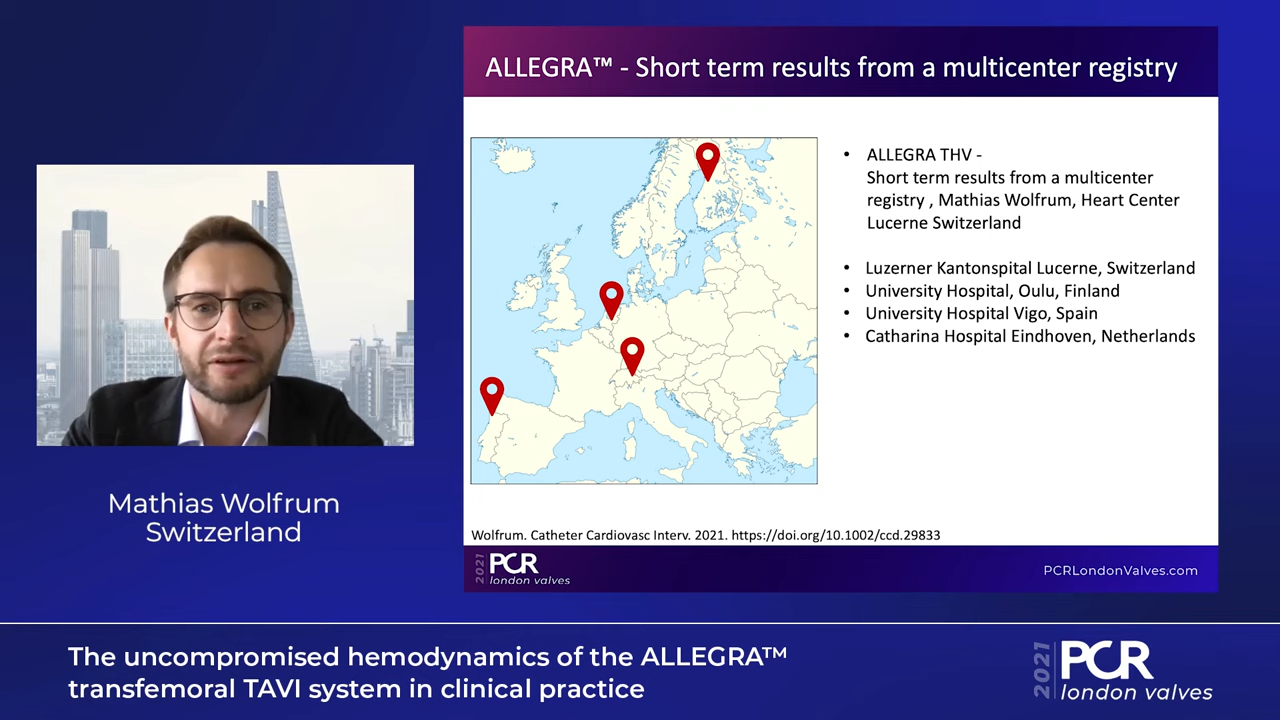 ALLEGRA™ - Short term results from a multicenter registry
• ALLEGRA THV -
Short term results from a multicenter
registry , Mathias Wolfrum, Heart Center
Lucerne Switzerland
• Luzerner Kantonspital Lucerne, Switzerland
• University Hospital, Oulu, Finland
• University Hospital Vigo, Spain
• Catharina Hospital Eindhoven, Netherlands
Mathias Wolfrum
Switzerland
Wolfrum. Catheter Cardiovasc Interv. 2021. https://doi.org/10.1002/ccd.29833
2021 PCR
london valves
PCRLondonValves.com
The uncompromised hemodynamics of the ALLEGRA™
transfemoral TAVI system in clinical practice
2021 PCR
london valves